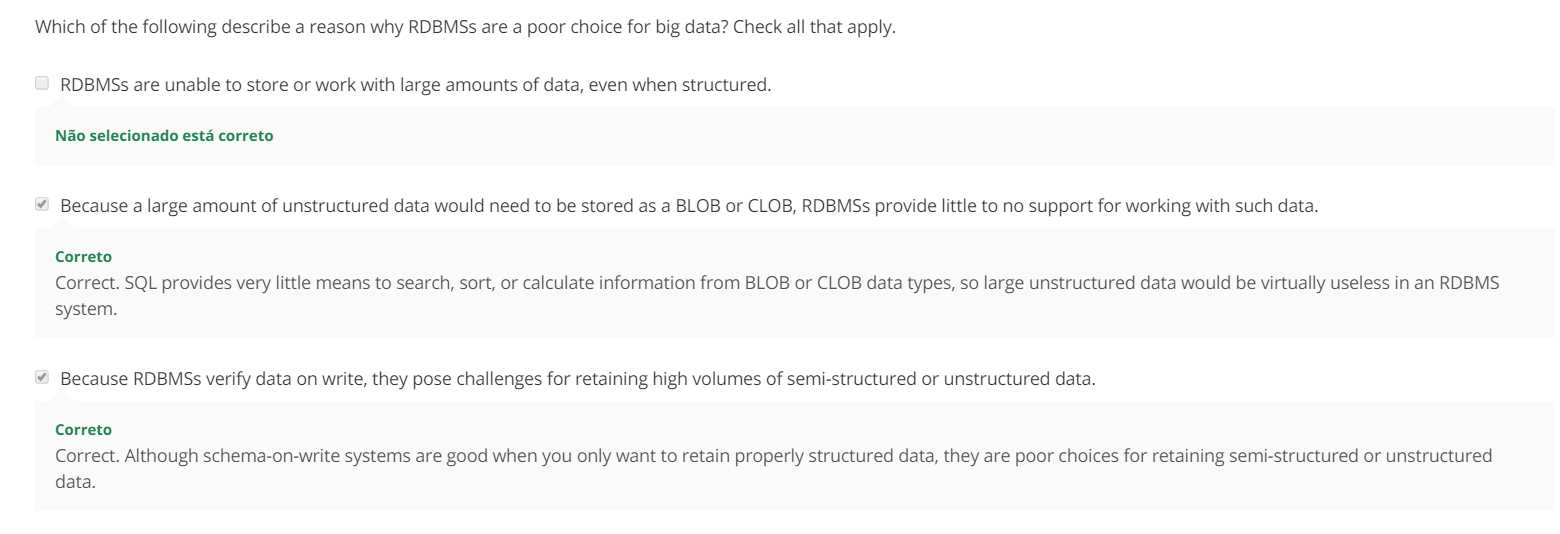 Which of the following describe a reason why RDBMSs are a poor choice for big data? Check all that apply.
RDBMSs are unable to store or work with large amounts of data, even when structured.
Não selecionado está correto
Because a large amount of unstructured data would need to be stored as a BLOB or CLOB, RDBMSs provide little to no support for working with such data.
Correto
Correct. SQL provides very little means to search, sort, or calculate information from BLOB or CLOB data types, so large unstructured data would be virtually useless in an RDBMS
system.
Because RDBMSs verify data on write, they pose challenges for retaining high volumes of semi-structured or unstructured data.
Correto
Correct. Although schema-on-write systems are good when you only want to retain properly structured data, they are poor choices for retaining semi-structured or unstructured
data.